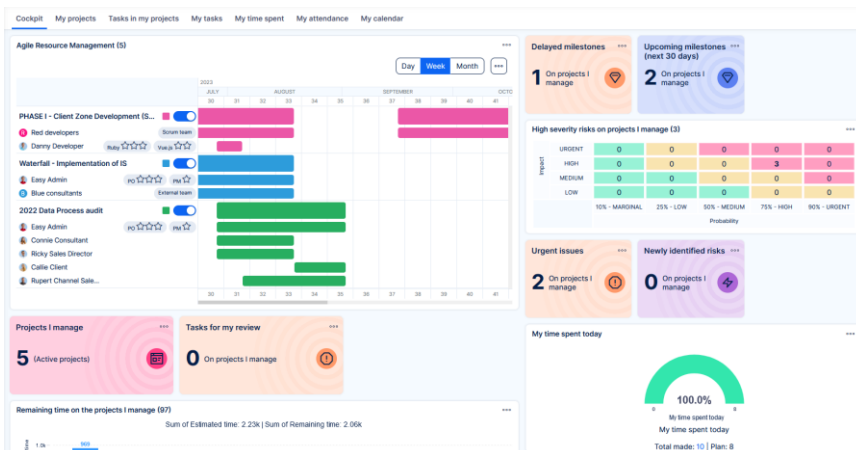 Cockpit My projects Tasks in my projects My tasks My time spent My attendance My calendar
Agile Resource Management (5)
Day Week Month
2023
JULY AUGUST SEPTEMBER OCTO
30 31 32 33 34 35 36 37 38 39 40 41
PHASE I - Client Zone Development (S...
Red developers Scrum team
Danny Developer Ruby Vue.js
Waterfall - Implementation of IS
Easy Admin PO PM
Blue consultants External team
2022 Data Process audit
Easy Admin PO PM
Connie Consultant
Ricky Sales Director
Callie Client
Rupert Channel Sale...
30 31 32 33 34 35 36 37 38 39 40 41
Delayed milestones
1 On projects I manage
Upcoming milestones (next 30 days)
2 On projects I manage
High severity risks on projects I manage (3)
Impact
URGENT 0 0 0 0 0
HIGH 0 0 0 3 0
MEDIUM 0 0 0 0 0
LOW 0 0 0 0 0
10% - MARGINAL 25% - LOW 50% - MEDIUM 75% - HIGH 90% - URGENT
Probability
Urgent issues
2 On projects I manage
Newly identified risks
0 On projects I manage
Projects I manage
5 (Active projects)
Tasks for my review
0 On projects I manage
My time spent today
100.0%
0 0
My time spent today
My time spent today
Total made: 10 | Plan: 8
Remaining time on the projects I manage (97)
Sum of Estimated time: 2.23k | Sum of Remaining time: 2.06k
1.0k